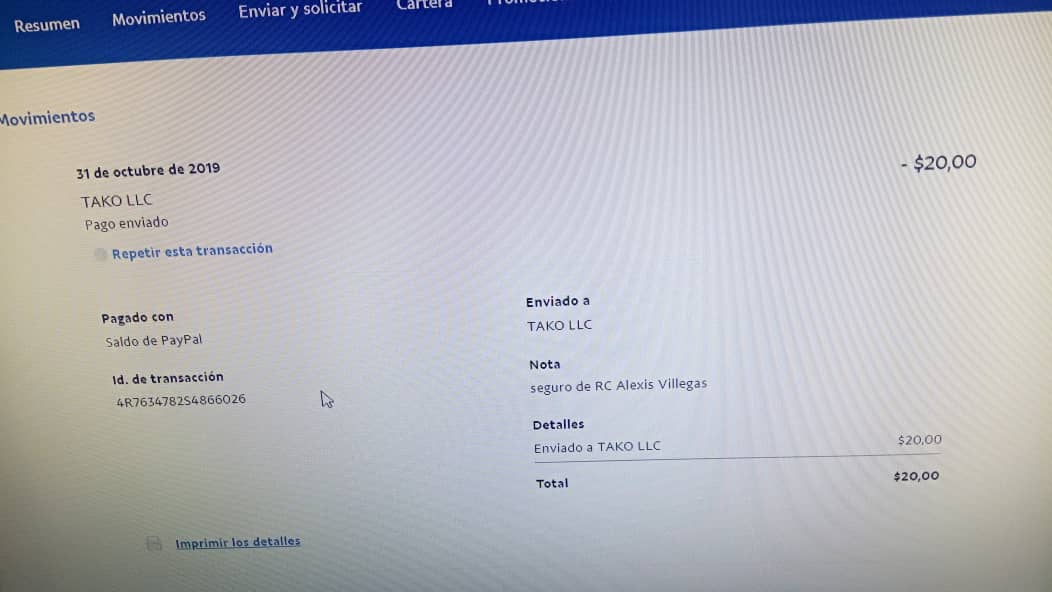 Resumen
Movimientos
Enviar y solicitar
Cartera
Movimientos
31 de octubre de 2019
- $20,00
TAKO LLC
Pago enviado
Repetir esta transacción
Pagado con
Saldo de PayPal
Id. de transacción
4R7634782S4866026
Enviado a
TAKO LLC
Nota
seguro de RC Alexis Villegas
Detalles
Enviado a TAKO LLC
$20,00
Total
$20,00
Imprimir los detalles